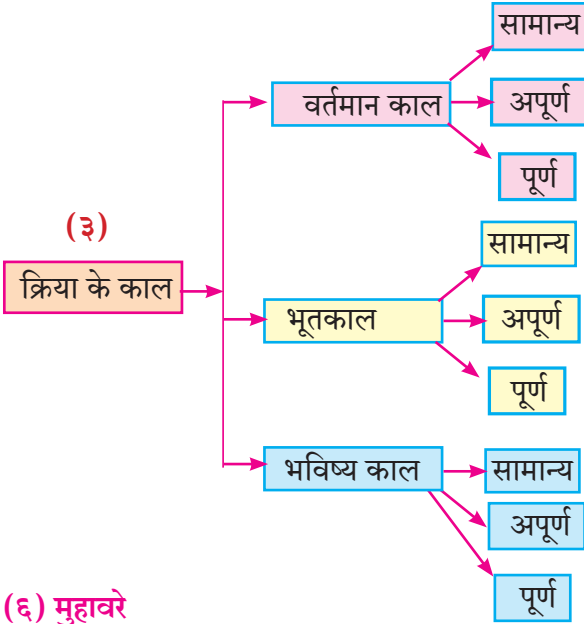 (३)
क्रिया के काल
वर्तमान काल
सामान्य
अपूर्ण
पूर्ण
भूतकाल
सामान्य
अपूर्ण
पूर्ण
भविष्य काल
सामान्य
अपूर्ण
पूर्ण
(६) मुहावरे